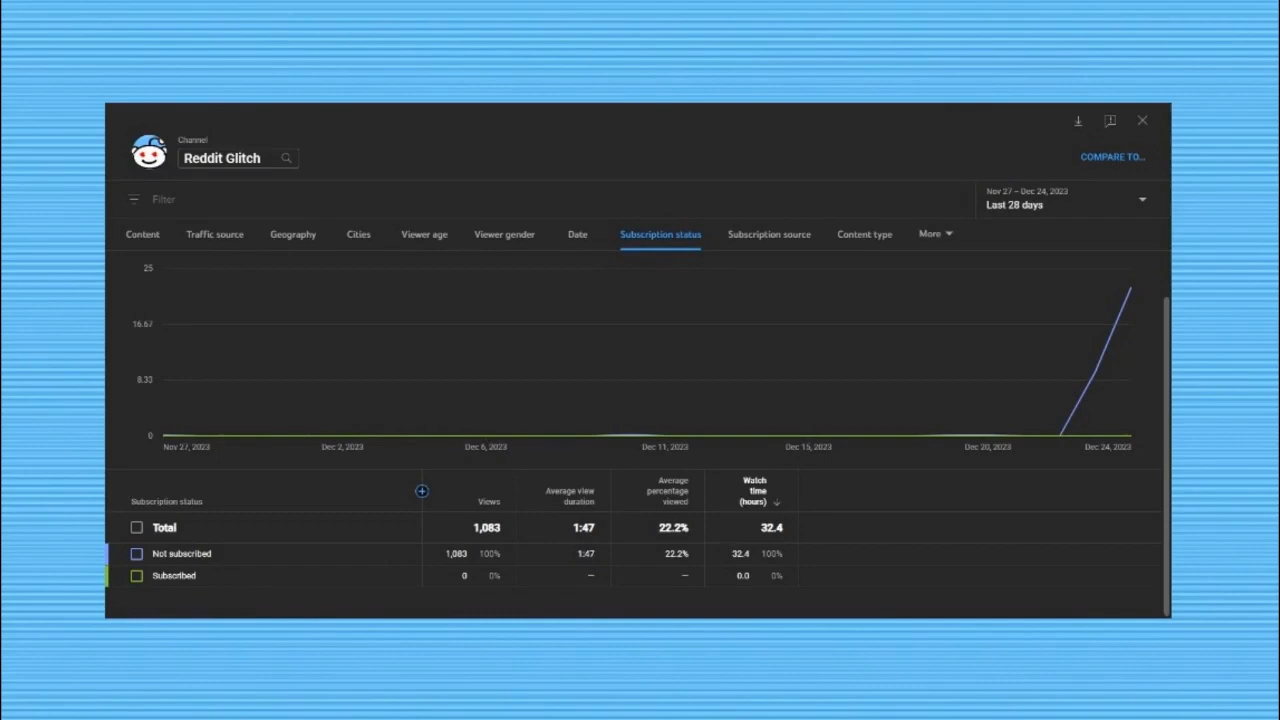 Channel
Reddit Glitch
COMPARE TO...
Filter
Nov 27 – Dec 24, 2023
Last 28 days
Content Traffic source Geography Cities Viewer age Viewer gender Date Subscription status Subscription source Content type More
25
16.67
8.33
0
Nov 27, 2023 Dec 2, 2023 Dec 6, 2023 Dec 11, 2023 Dec 15, 2023 Dec 20, 2023 Dec 24, 2023
Subscription status Views Average view duration Average percentage viewed Watch time (hours)
Total 1,083 1:47 22.2% 32.4
Not subscribed 1,083 100% 1:47 22.2% 32.4 100%
Subscribed 0 0% – – 0.0 0%